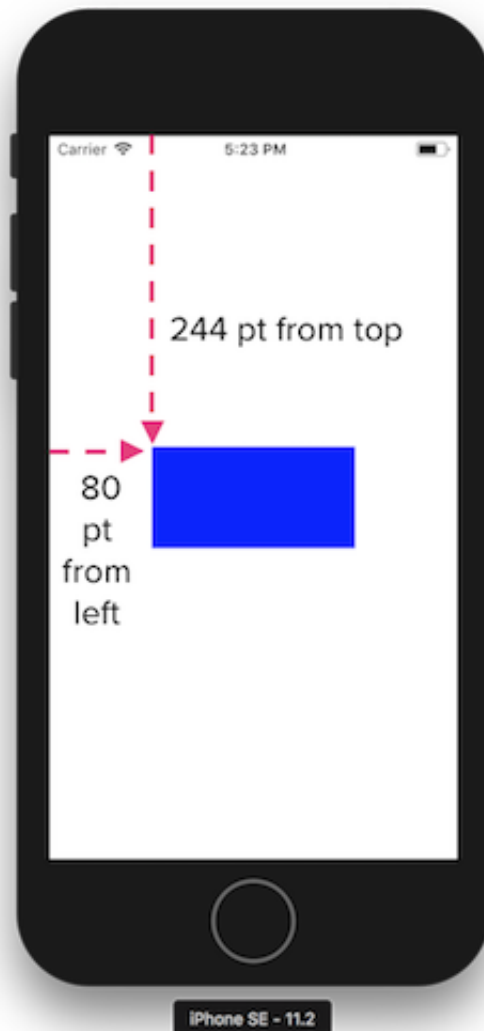 Carrier 5:23 PM
244 pt from top
80
pt
from
left
iPhone SE - 11.2